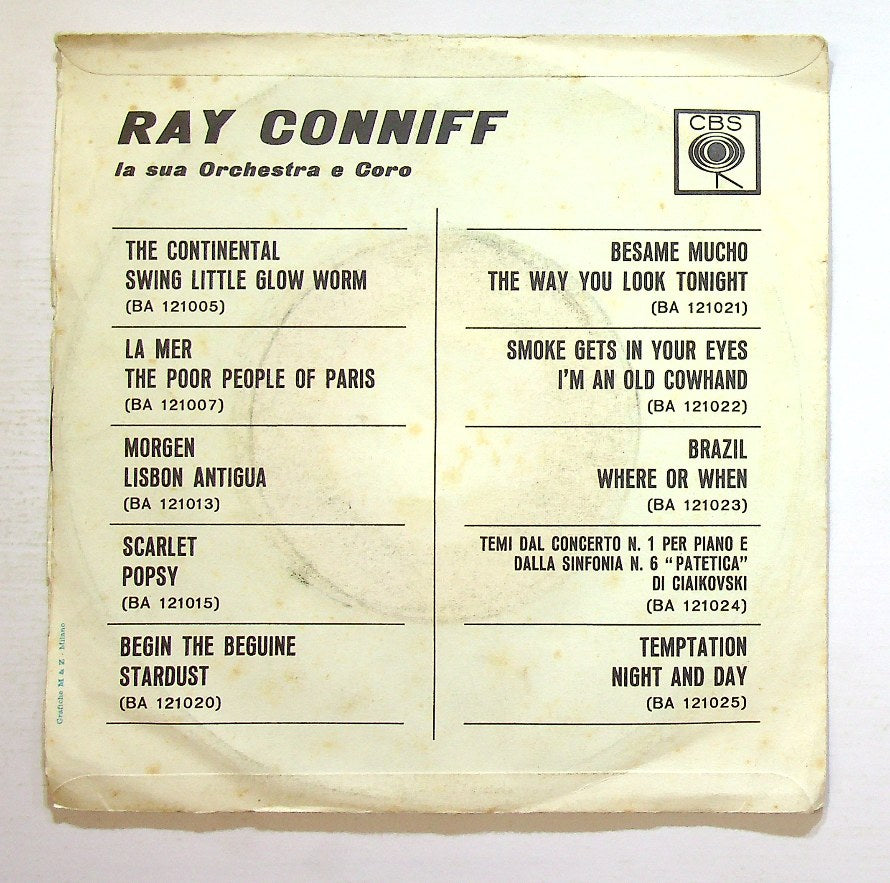 RAY CONNIFF
la sua Orchestra e Coro
CBS
THE CONTINENTAL
SWING LITTLE GLOW WORM
(BA 121005)
LA MER
THE POOR PEOPLE OF PARIS
(BA 121007)
MORGEN
LISBON ANTIGUA
(BA 121013)
SCARLET
POPSY
(BA 121015)
BEGIN THE BEGUINE
STARDUST
(BA 121020)
BESAME MUCHO
THE WAY YOU LOOK TONIGHT
(BA 121021)
SMOKE GETS IN YOUR EYES
I'M AN OLD COWHAND
(BA 121022)
BRAZIL
WHERE OR WHEN
(BA 121023)
TEMI DAL CONCERTO N. 1 PER PIANO E
DALLA SINFONIA N. 6 “PATETICA”
DI CIAIKOVSKI
(BA 121024)
TEMPTATION
NIGHT AND DAY
(BA 121025)
Grafiche M & Z - Milano